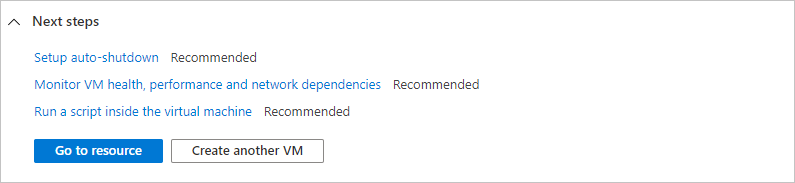 Next steps
Setup auto-shutdown Recommended
Monitor VM health, performance and network dependencies Recommended
Run a script inside the virtual machine Recommended
Go to resource Create another VM